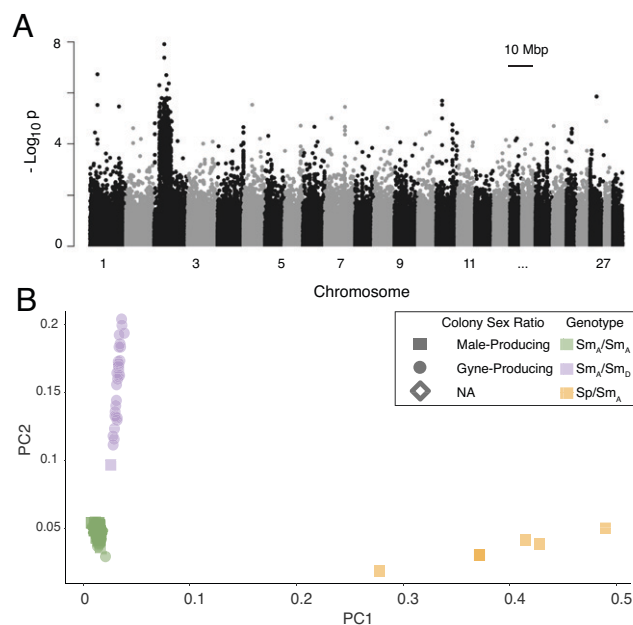 A
8
4
0
- Log10 p
10 Mbp
1
3
5
7
9
11
...
27
Chromosome
B
0.2
0.15
0.1
0.05
PC2
Colony Sex Ratio Genotype
Male-Producing SmA/SmA
Gyne-Producing SmA/SmD
NA Sp/SmA
0
0.1
0.2
0.3
0.4
0.5
PC1